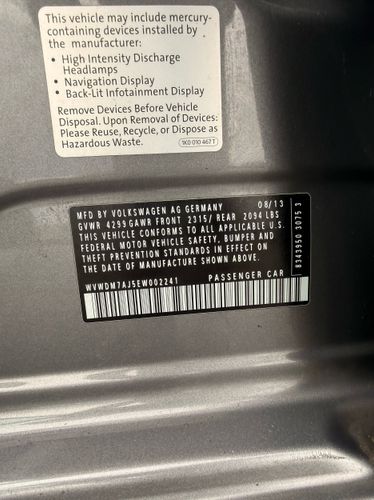 This vehicle may include mercury-
containing devices installed by
the manufacturer:
• High Intensity Discharge
Headlamps
• Navigation Display
• Back-Lit Infotainment Display
Remove Devices Before Vehicle
Disposal. Upon Removal of Devices:
Please Reuse, Recycle, or Dispose as
Hazardous Waste.
1K0 010 467 T
MFD BY VOLKSWAGEN AG GERMANY 08/13
GVWR 4299 GAWR FRONT 2315/ REAR 2094 LBS
THIS VEHICLE CONFORMS TO ALL APPLICABLE U.S.
FEDERAL MOTOR VEHICLE SAFETY, BUMPER AND
THEFT PREVENTION STANDARDS IN EFFECT ON
THE DATE OF MANUFACTURE SHOWN ABOVE.
WVWDM7AJ5EW002241 PASSENGER CAR
8343950 3075 3